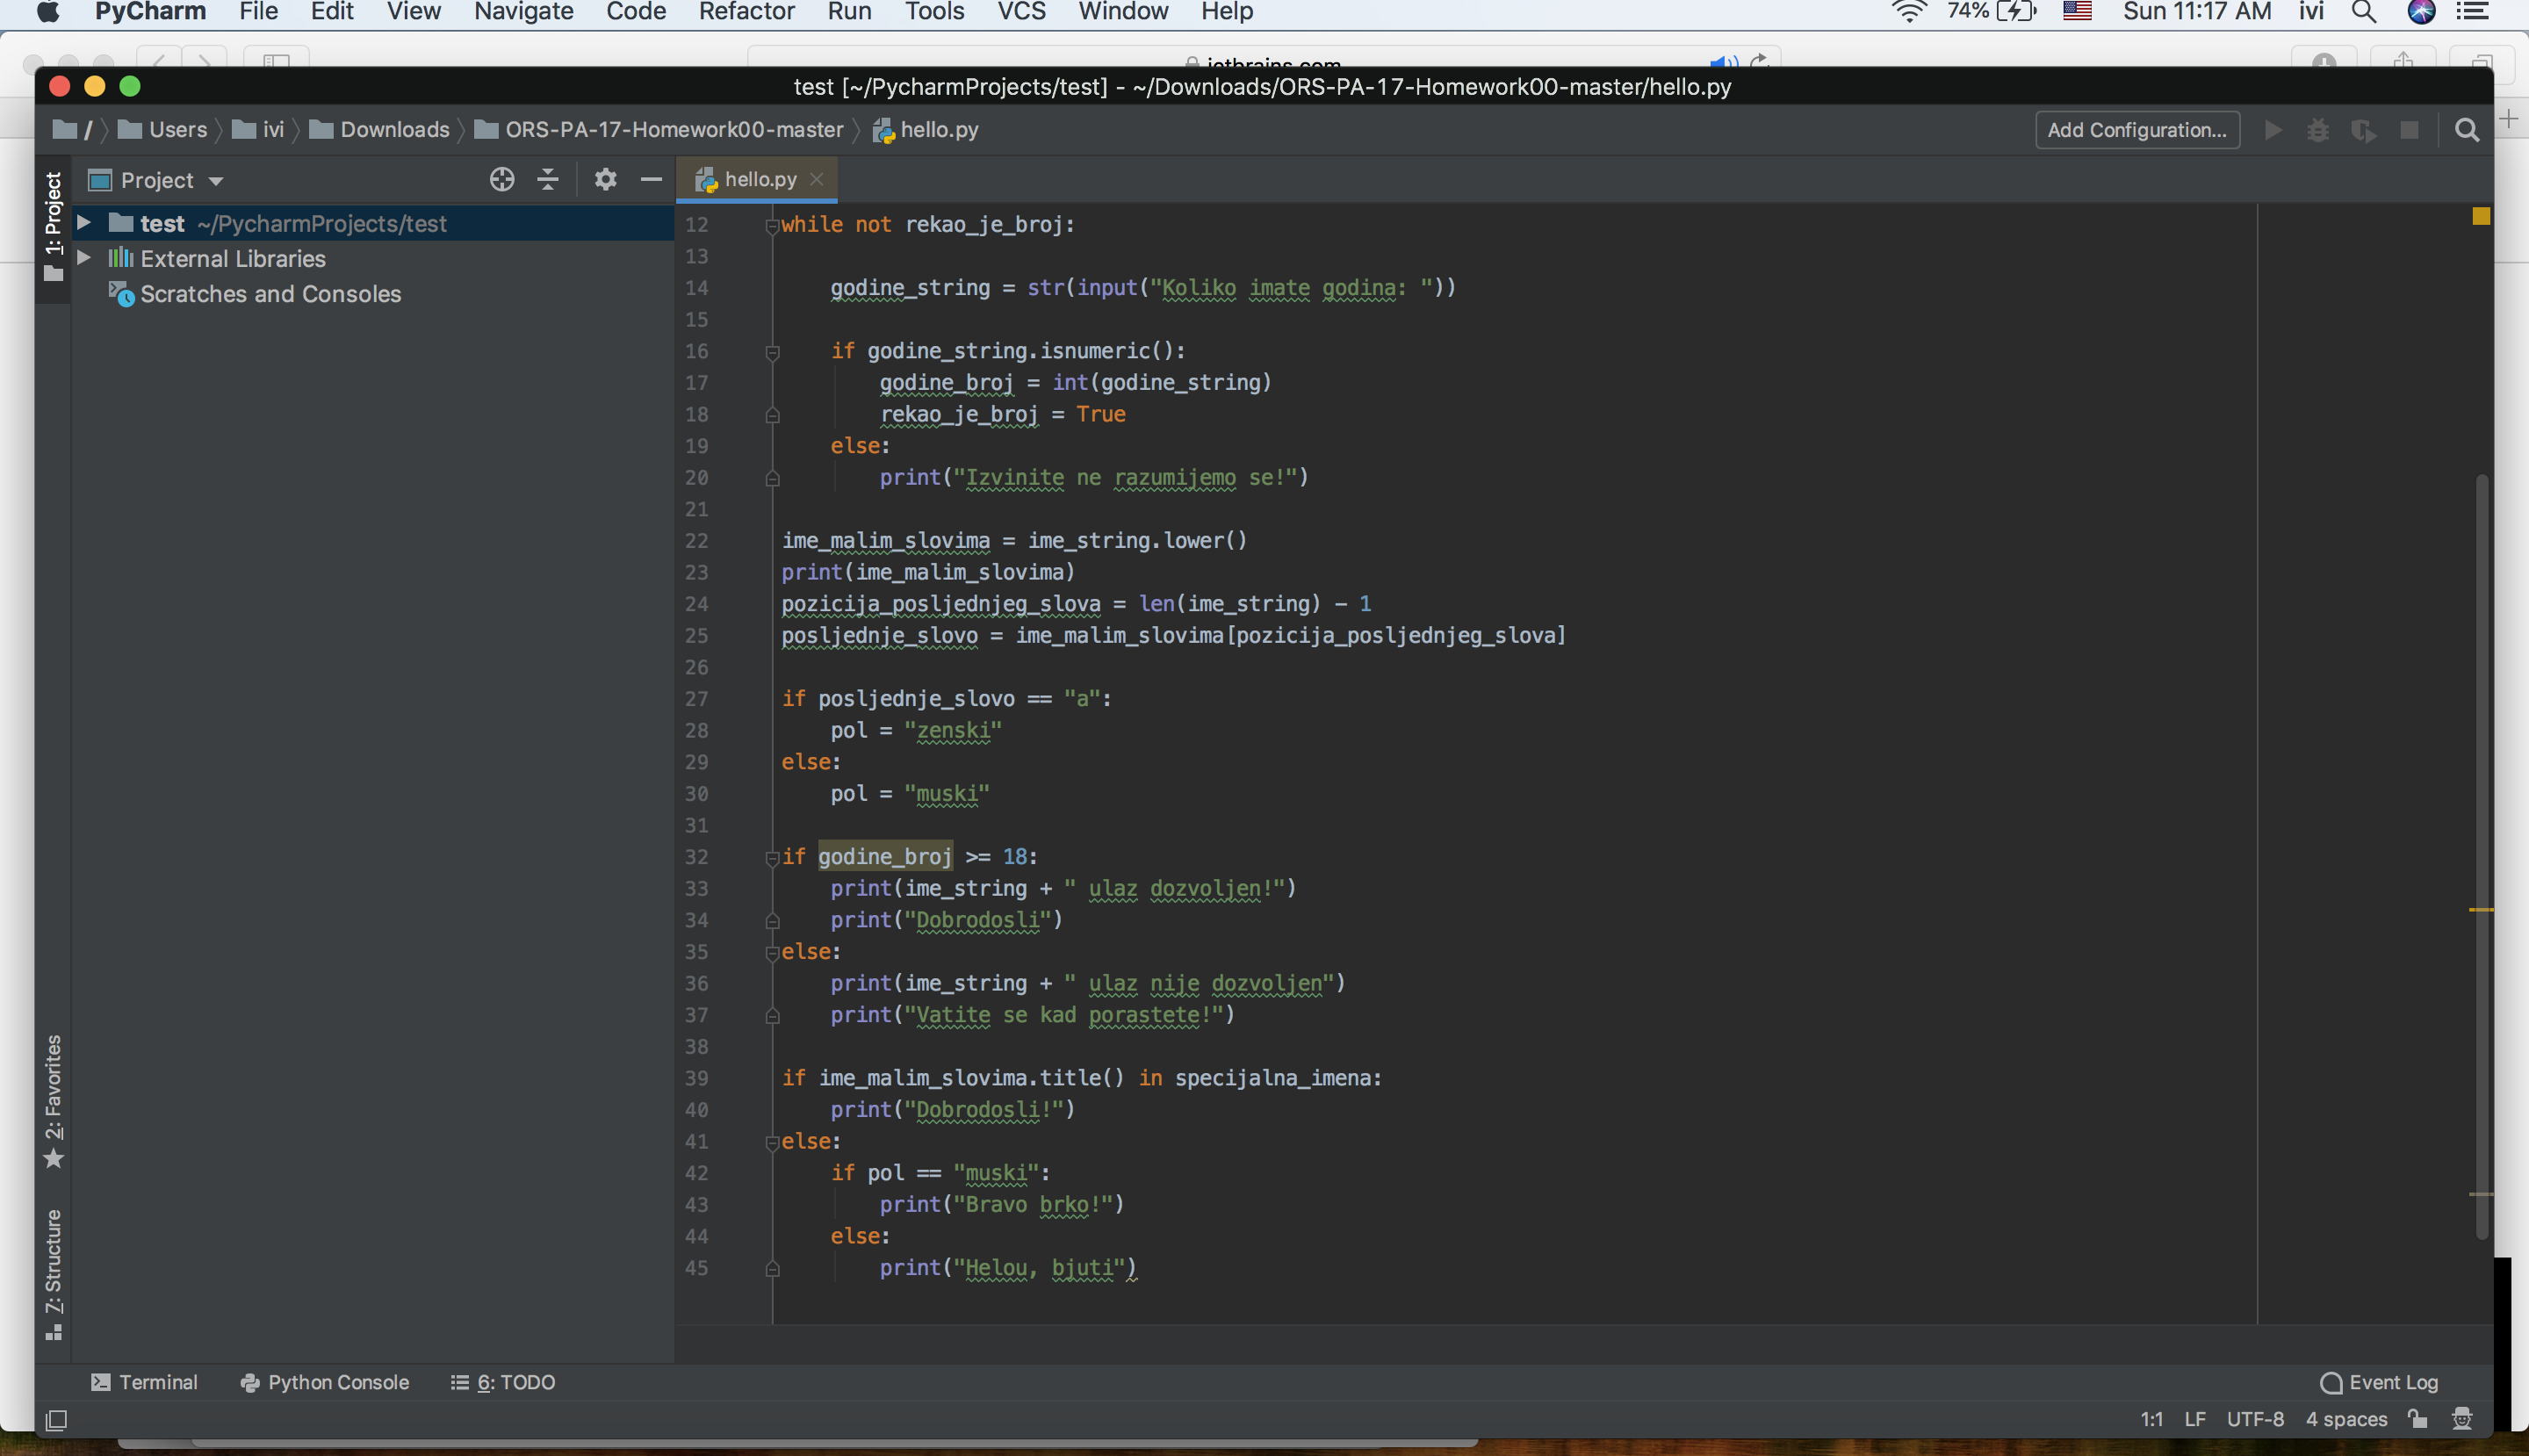 PyCharm File Edit View Navigate Code Refactor Run Tools VCS Window Help 74% Sun 11:17 AM ivi
jetbrains.com
test [~/PycharmProjects/test] - ~/Downloads/ORS-PA-17-Homework00-master/hello.py
/ Users ivi Downloads ORS-PA-17-Homework00-master hello.py Add Configuration...
1: Project
Project
hello.py
test ~/PycharmProjects/test
External Libraries
Scratches and Consoles
12 while not rekao_je_broj:
13
14 godine_string = str(input("Koliko imate godina: "))
15
16 if godine_string.isnumeric():
17 godine_broj = int(godine_string)
18 rekao_je_broj = True
19 else:
20 print("Izvinite ne razumijemo se!")
21
22 ime_malim_slovima = ime_string.lower()
23 print(ime_malim_slovima)
24 pozicija_posljednjeg_slova = len(ime_string) - 1
25 posljednje_slovo = ime_malim_slovima[pozicija_posljednjeg_slova]
26
27 if posljednje_slovo == "a":
28 pol = "zenski"
29 else:
30 pol = "muski"
31
32 if godine_broj >= 18:
33 print(ime_string + " ulaz dozvoljen!")
34 print("Dobrodosli")
35 else:
36 print(ime_string + " ulaz nije dozvoljen")
37 print("Vatite se kad porastete!")
38
39 if ime_malim_slovima.title() in specijalna_imena:
40 print("Dobrodosli!")
41 else:
42 if pol == "muski":
43 print("Bravo brko!")
44 else:
45 print("Helou, bjuti")
2: Favorites
7: Structure
Terminal Python Console 6: TODO Event Log
1:1 LF UTF-8 4 spaces